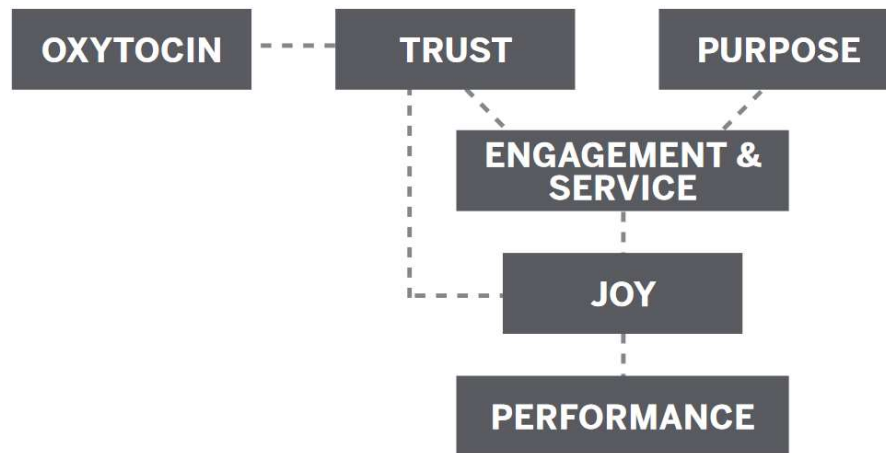 OXYTOCIN
TRUST
PURPOSE
ENGAGEMENT &
SERVICE
JOY
PERFORMANCE